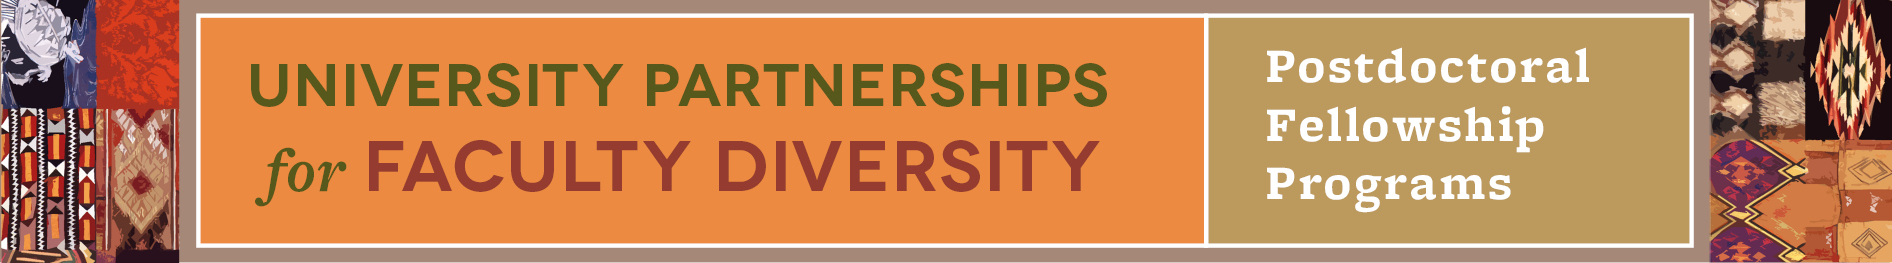 UNIVERSITY PARTNERSHIPS
for FACULTY DIVERSITY
Postdoctoral
Fellowship
Programs